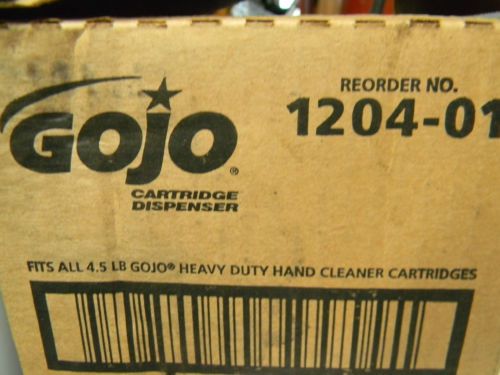 GOJO®
CARTRIDGE
DISPENSER
REORDER NO.
1204-01
FITS ALL 4.5 LB GOJO® HEAVY DUTY HAND CLEANER CARTRIDGES